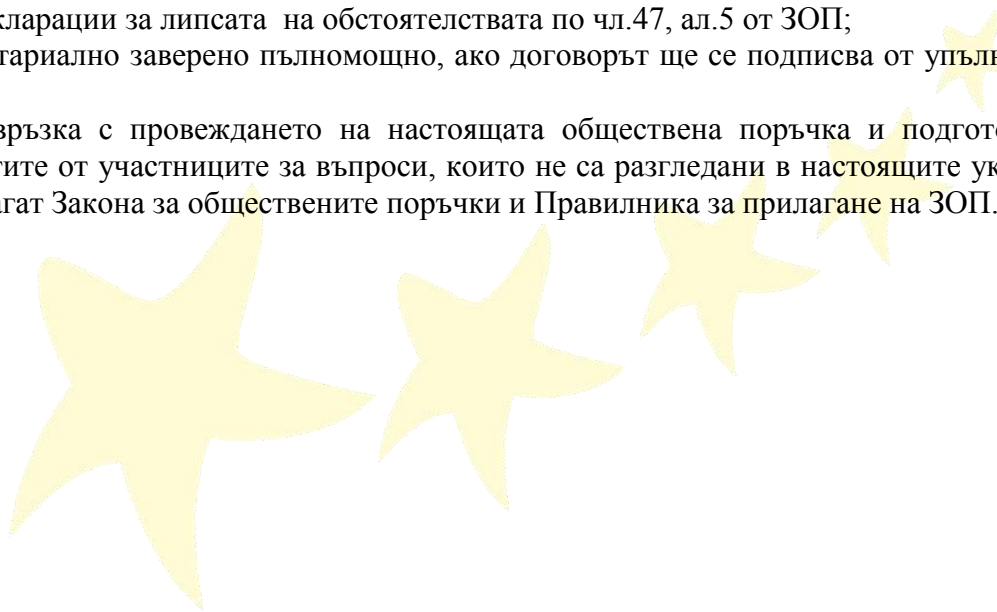 кларации за липсата на обстоятелствата по чл.47, ал.5 от ЗОП;
тариално заверено пълномощно, ако договорът ще се подписва от упълн
връзка с провеждането на настоящата обществена поръчка и подгото
тите от участниците за въпроси, които не са разгледани в настоящите ук
агат Закона за обществените поръчки и Правилника за прилагане на ЗОП.